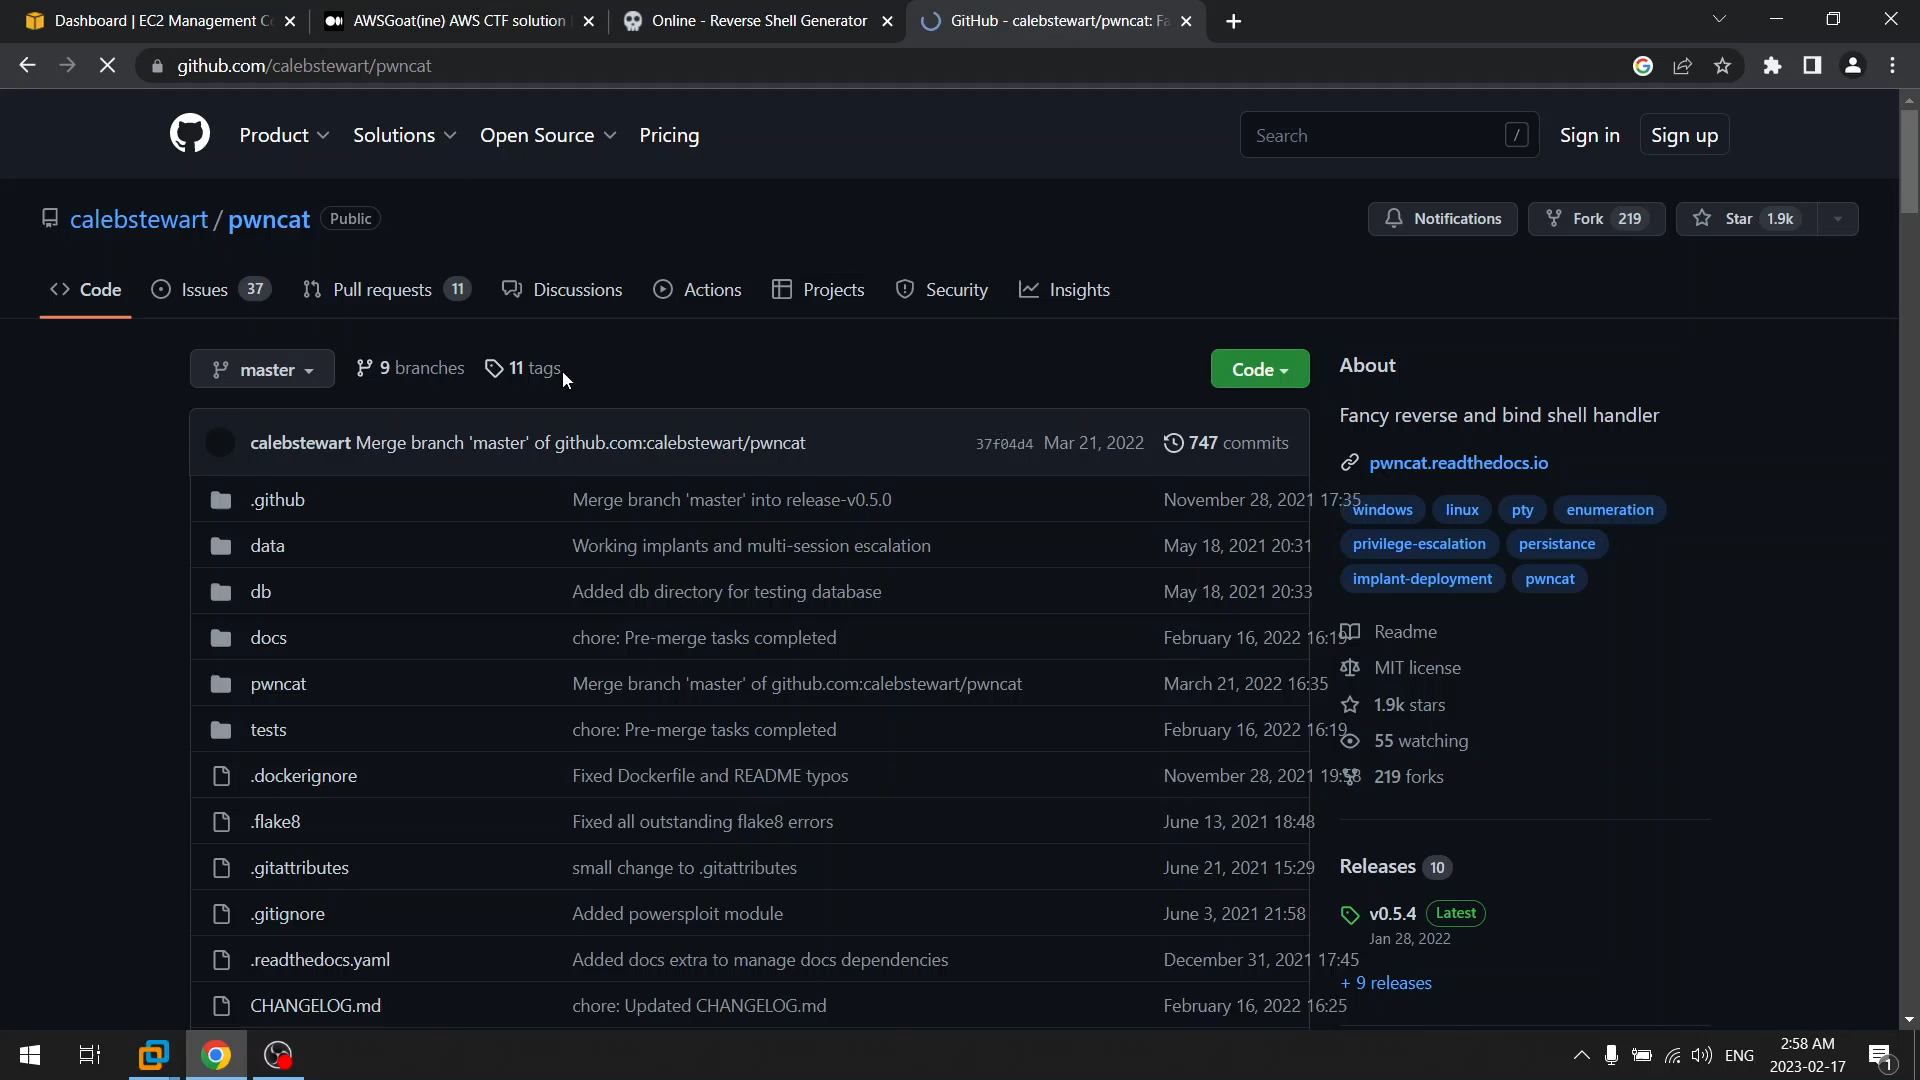 Dashboard | EC2 Management C
AWSGoat(ine) AWS CTF solution |
Online - Reverse Shell Generator
GitHub - calebstewart/pwncat: Fa
github.com/calebstewart/pwncat
Product
Solutions
Open Source
Pricing
Search
/
Sign in
Sign up
calebstewart / pwncat
Public
Notifications
Fork 219
Star 1.9k
Code
Issues 37
Pull requests 11
Discussions
Actions
Projects
Security
Insights
master
9 branches
11 tags
Code
calebstewart Merge branch 'master' of github.com:calebstewart/pwncat
37f04d4 Mar 21, 2022
747 commits
.github Merge branch 'master' into release-v0.5.0 November 28, 2021 17:35
data Working implants and multi-session escalation May 18, 2021 20:31
db Added db directory for testing database May 18, 2021 20:33
docs chore: Pre-merge tasks completed February 16, 2022 16:19
pwncat Merge branch 'master' of github.com:calebstewart/pwncat March 21, 2022 16:35
tests chore: Pre-merge tasks completed February 16, 2022 16:19
.dockerignore Fixed Dockerfile and README typos November 28, 2021 19:58
.flake8 Fixed all outstanding flake8 errors June 13, 2021 18:48
.gitattributes small change to .gitattributes June 21, 2021 15:29
.gitignore Added powersploit module June 3, 2021 21:58
.readthedocs.yaml Added docs extra to manage docs dependencies December 31, 2021 17:45
CHANGELOG.md chore: Updated CHANGELOG.md February 16, 2022 16:25
About
Fancy reverse and bind shell handler
pwncat.readthedocs.io
windows linux pty enumeration
privilege-escalation persistance
implant-deployment pwncat
Readme
MIT license
1.9k stars
55 watching
219 forks
Releases 10
v0.5.4 Latest
Jan 28, 2022
+ 9 releases
ENG
2:58 AM
2023-02-17
1